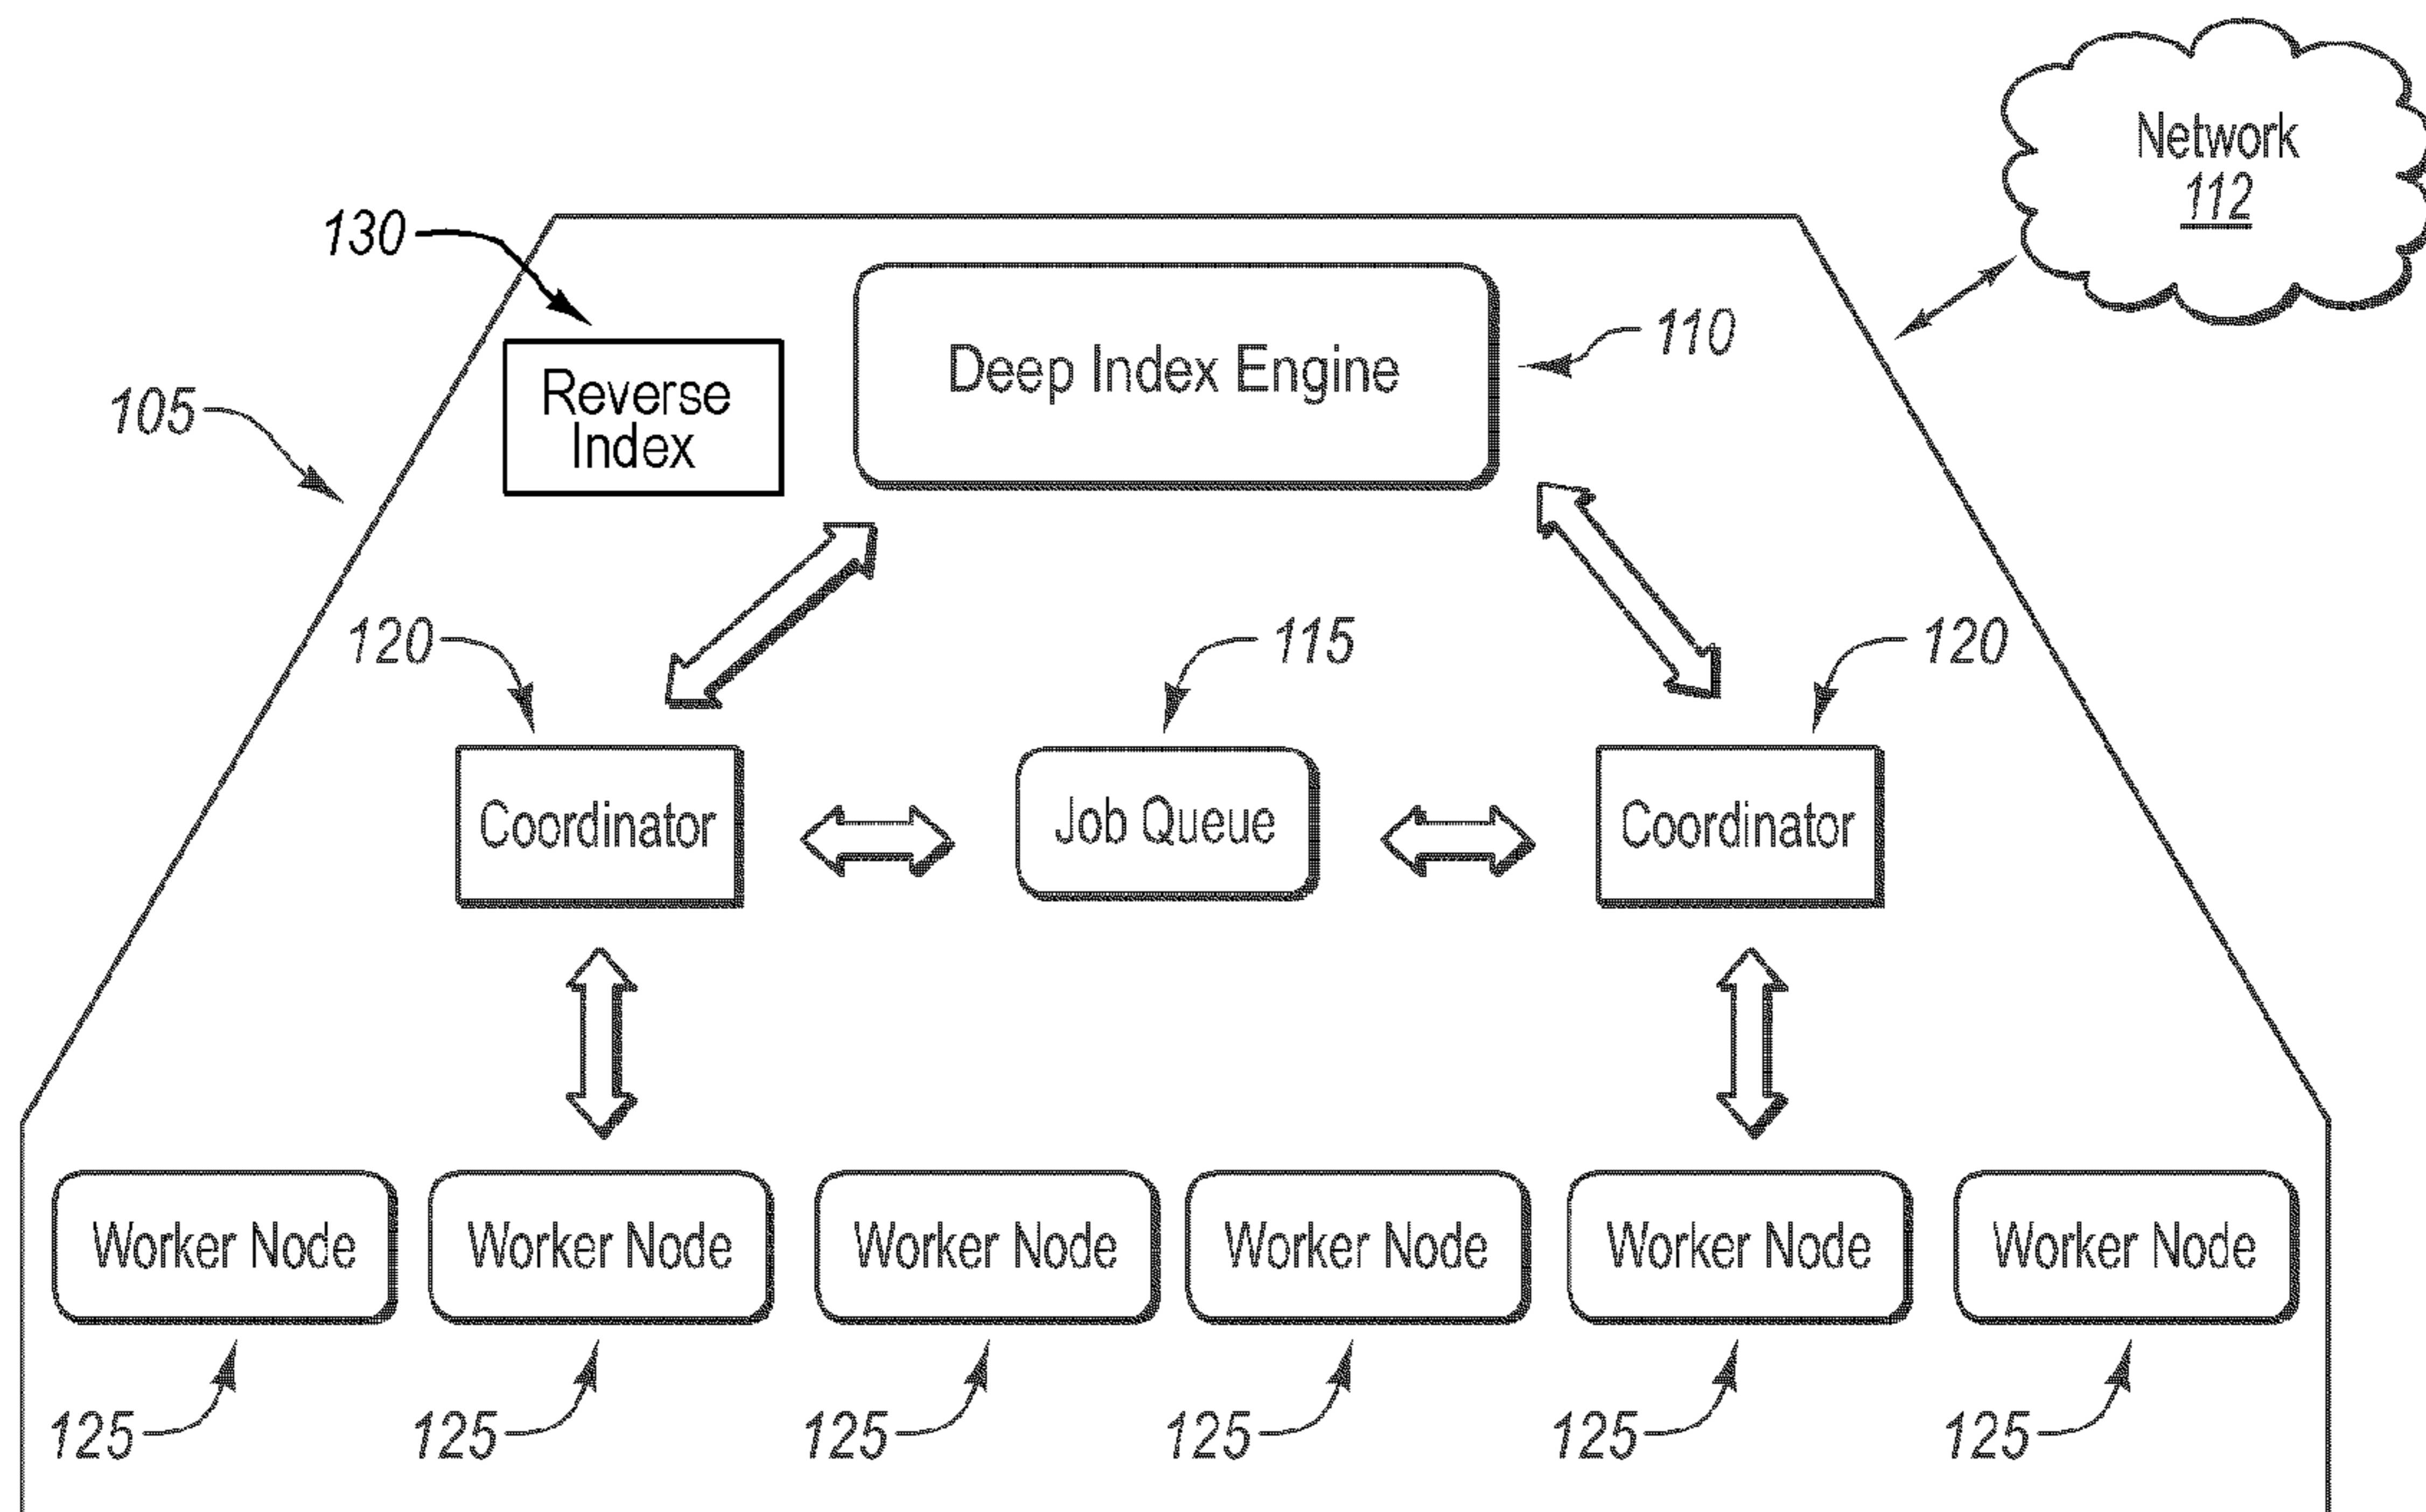 Network
112
130
Deep Index Engine
110
Reverse
Index
105
120
115
120
Coordinator
Job Queue
Coordinator
Worker Node
Worker Node
Worker Node
Worker Node
Worker Node
Worker Node
125
125
125
125
125
125